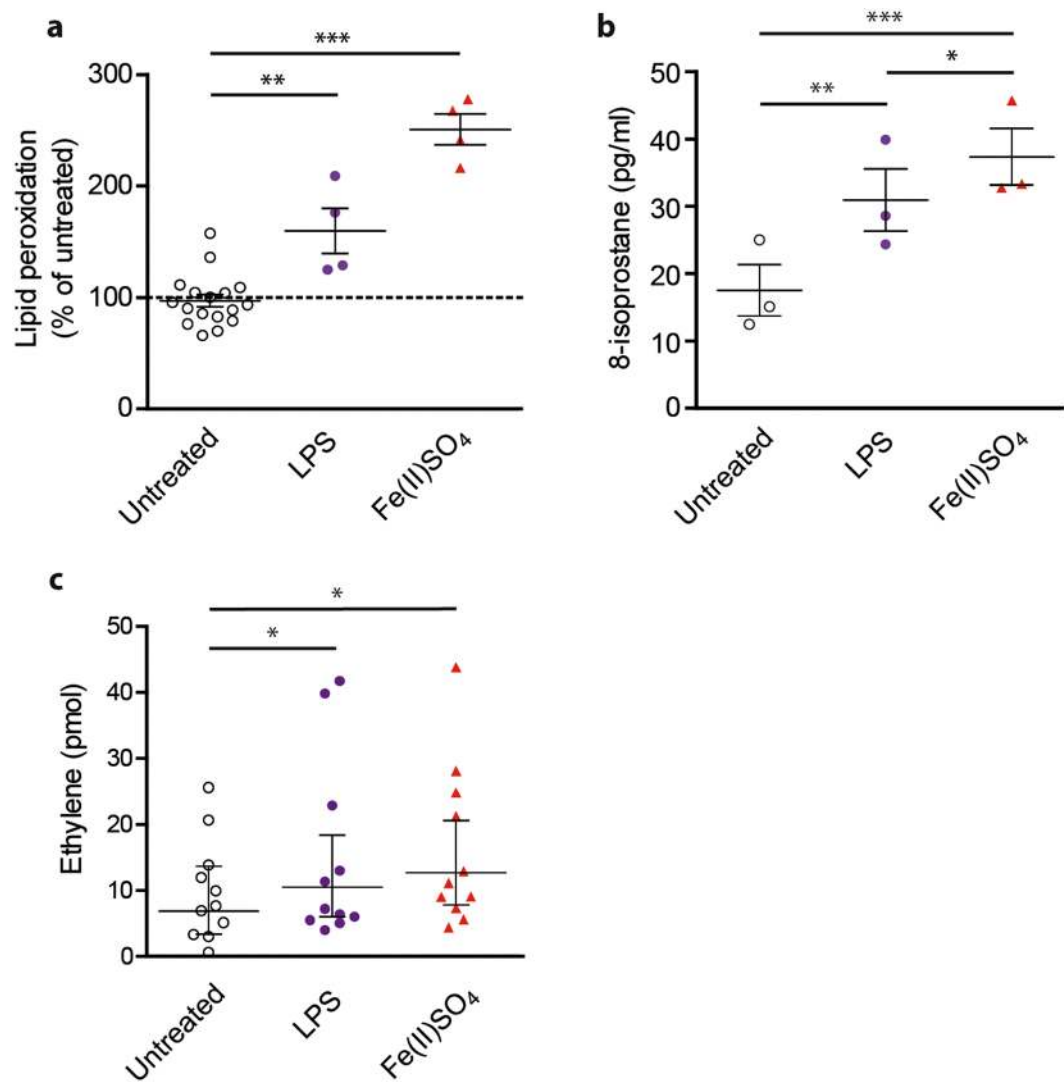 a
***
**
300
200
100
0
Lipid peroxidation
(% of untreated)
Untreated
LPS
Fe(II)SO₄
b
***
*
**
50
40
30
20
10
0
8-isoprostane (pg/ml)
Untreated
LPS
Fe(II)SO₄
c
*
*
50
40
30
20
10
0
Ethylene (pmol)
Untreated
LPS
Fe(II)SO₄